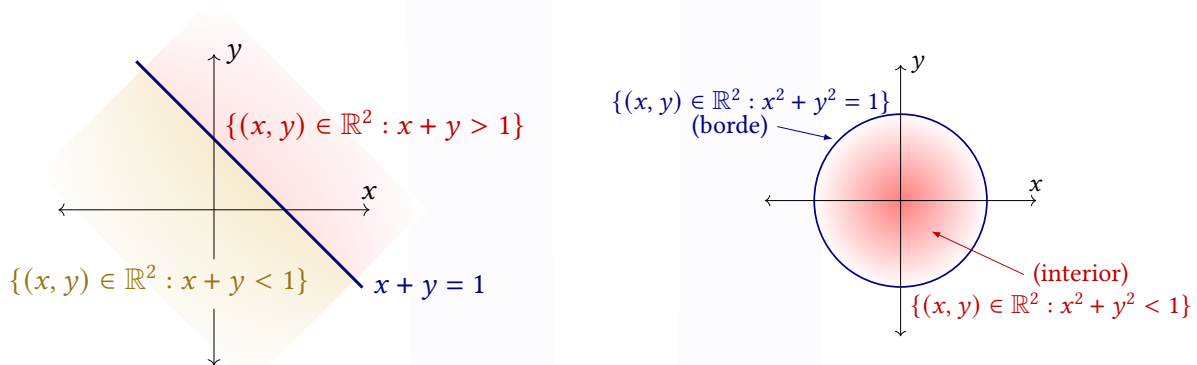 y
{(x, y) ∈ ℝ² : x + y > 1}
x
{(x, y) ∈ ℝ² : x + y < 1}
x + y = 1
y
{(x, y) ∈ ℝ² : x² + y² = 1}
(borde)
x
(interior)
{(x, y) ∈ ℝ² : x² + y² < 1}